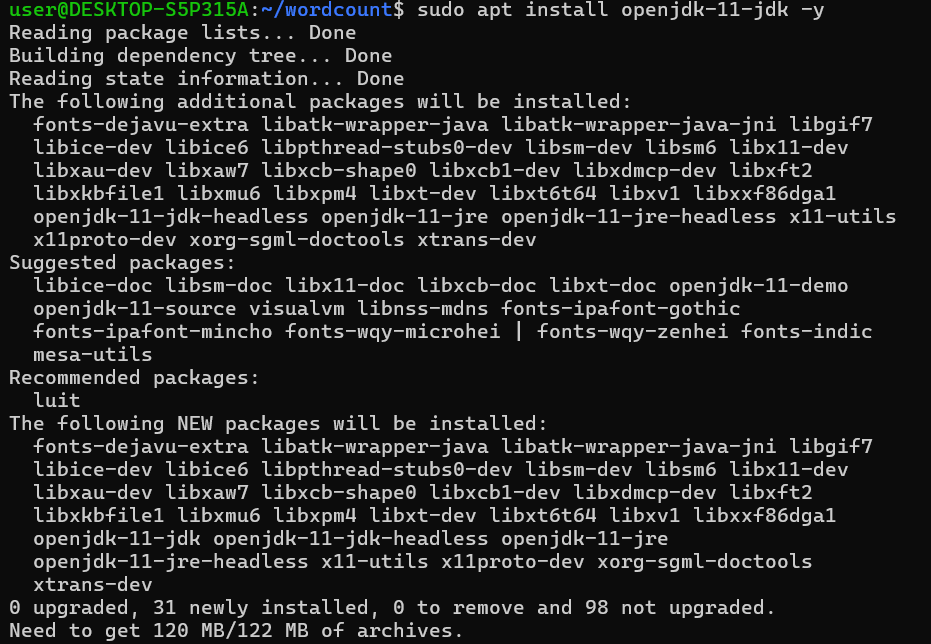 user@DESKTOP-S5P315A:~/wordcount$ sudo apt install openjdk-11-jdk -y
Reading package lists... Done
Building dependency tree... Done
Reading state information... Done
The following additional packages will be installed:
  fonts-dejavu-extra libatk-wrapper-java libatk-wrapper-java-jni libgif7
  libice-dev libice6 libpthread-stubs0-dev libsm-dev libsm6 libx11-dev
  libxau-dev libxaw7 libxcb-shape0 libxcb1-dev libxdmcp-dev libxft2
  libxkbfile1 libxmu6 libxpm4 libxt-dev libxt6t64 libxv1 libxxf86dga1
  openjdk-11-jdk-headless openjdk-11-jre openjdk-11-jre-headless x11-utils
  x11proto-dev xorg-sgml-doctools xtrans-dev
Suggested packages:
  libice-doc libsm-doc libx11-doc libxcb-doc libxt-doc openjdk-11-demo
  openjdk-11-source visualvm libnss-mdns fonts-ipafont-gothic
  fonts-ipafont-mincho fonts-wqy-microhei | fonts-wqy-zenhei fonts-indic
  mesa-utils
Recommended packages:
  luit
The following NEW packages will be installed:
  fonts-dejavu-extra libatk-wrapper-java libatk-wrapper-java-jni libgif7
  libice-dev libice6 libpthread-stubs0-dev libsm-dev libsm6 libx11-dev
  libxau-dev libxaw7 libxcb-shape0 libxcb1-dev libxdmcp-dev libxft2
  libxkbfile1 libxmu6 libxpm4 libxt-dev libxt6t64 libxv1 libxxf86dga1
  openjdk-11-jdk openjdk-11-jdk-headless openjdk-11-jre
  openjdk-11-jre-headless x11-utils x11proto-dev xorg-sgml-doctools
  xtrans-dev
0 upgraded, 31 newly installed, 0 to remove and 98 not upgraded.
Need to get 120 MB/122 MB of archives.